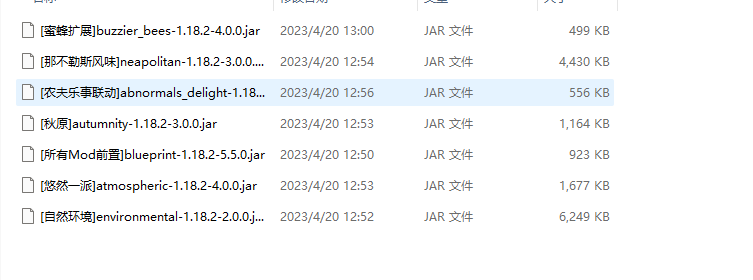 [蜜蜂扩展]buzzier_bees-1.18.2-4.0.0.jar 2023/4/20 13:00 JAR 文件 499 KB
[那不勒斯风味]neapolitan-1.18.2-3.0.0.... 2023/4/20 12:54 JAR 文件 4,430 KB
[农夫乐事联动]abnormals_delight-1.18... 2023/4/20 12:56 JAR 文件 556 KB
[秋原]autumnity-1.18.2-3.0.0.jar 2023/4/20 12:53 JAR 文件 1,164 KB
[所有Mod前置]blueprint-1.18.2-5.5.0.jar 2023/4/20 12:50 JAR 文件 923 KB
[悠然一派]atmospheric-1.18.2-4.0.0.jar 2023/4/20 12:53 JAR 文件 1,677 KB
[自然环境]environmental-1.18.2-2.0.0.j... 2023/4/20 12:52 JAR 文件 6,249 KB